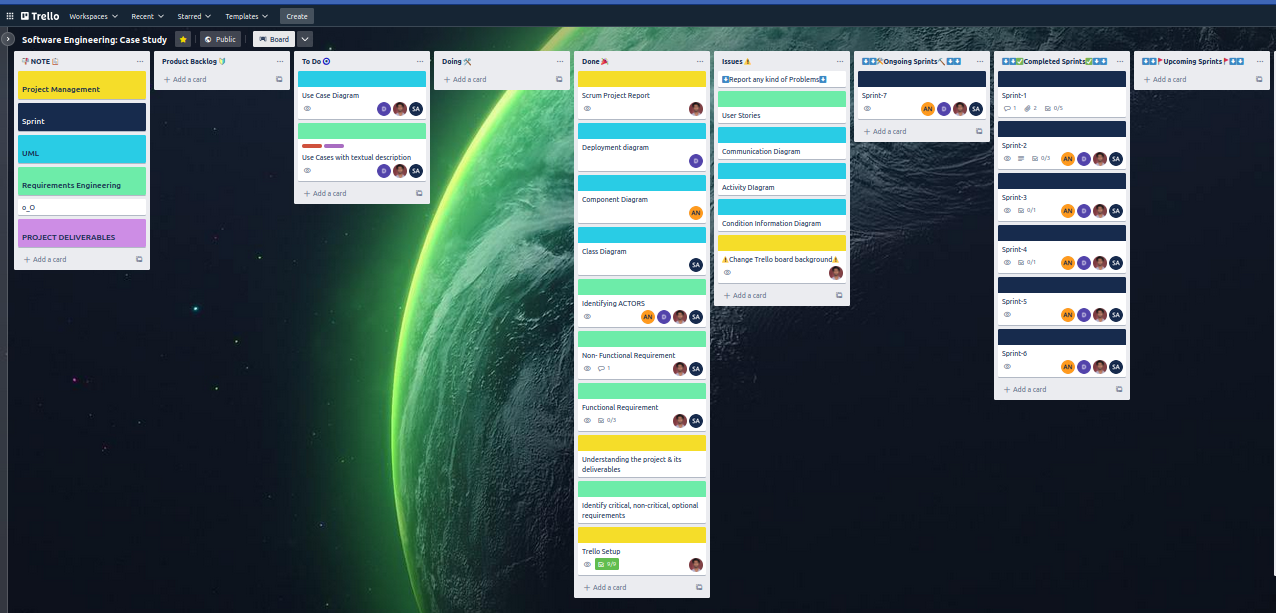 Trello
Workspaces
Recent
Starred
Templates
Create
Software Engineering: Case Study
Public
Board
NOTE
Project Management
Sprint
UML
Requirements Engineering
o_O
PROJECT DELIVERABLES
+ Add a card
Product Backlog
+ Add a card
To Do
Use Case Diagram
D SA
Use Cases with textual description
D SA
+ Add a card
Doing
+ Add a card
Done
Scrum Project Report
Deployment diagram
D
Component Diagram
AN
Class Diagram
SA
Identifying ACTORS
AN D SA
Non- Functional Requirement
1 SA
Functional Requirement
0/3 SA
Understanding the project & its
deliverables
Identify critical, non-critical, optional
requirements
Trello Setup
+ Add a card
Issues
Report any kind of Problems
User Stories
Communication Diagram
Activity Diagram
Condition Information Diagram
Change Trello board background
+ Add a card
Ongoing Sprints
Sprint-7
AN D SA
+ Add a card
Completed Sprints
Sprint-1
1 2 0/5
Sprint-2
0/3 AN D SA
Sprint-3
0/1 AN D SA
Sprint-4
0/1 AN D SA
Sprint-5
AN D SA
Sprint-6
AN D SA
+ Add a card
Upcoming Sprints
+ Add a card